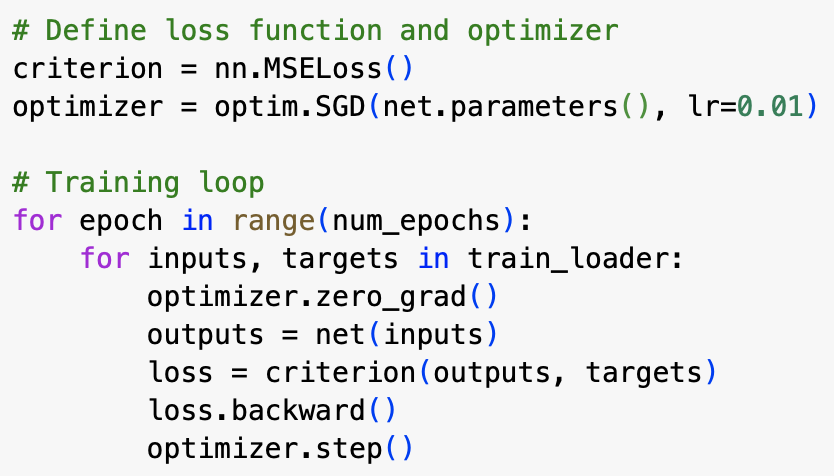 # Define loss function and optimizer
criterion = nn.MSELoss()
optimizer = optim.SGD(net.parameters(), lr=0.01)

# Training loop
for epoch in range(num_epochs):
    for inputs, targets in train_loader:
        optimizer.zero_grad()
        outputs = net(inputs)
        loss = criterion(outputs, targets)
        loss.backward()
        optimizer.step()